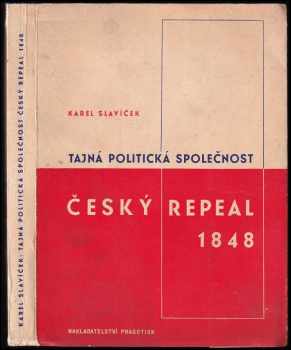 KAREL SLAVÍČEK: TAJNÁ POLITICKÁ SPOLEČNOST ČESKÝ REPEAL 1848
KAREL SLAVÍČEK
TAJNÁ POLITICKÁ SPOLEČNOST
ČESKÝ REPEAL
1848
NAKLADATELSTVÍ PRAGOTISK